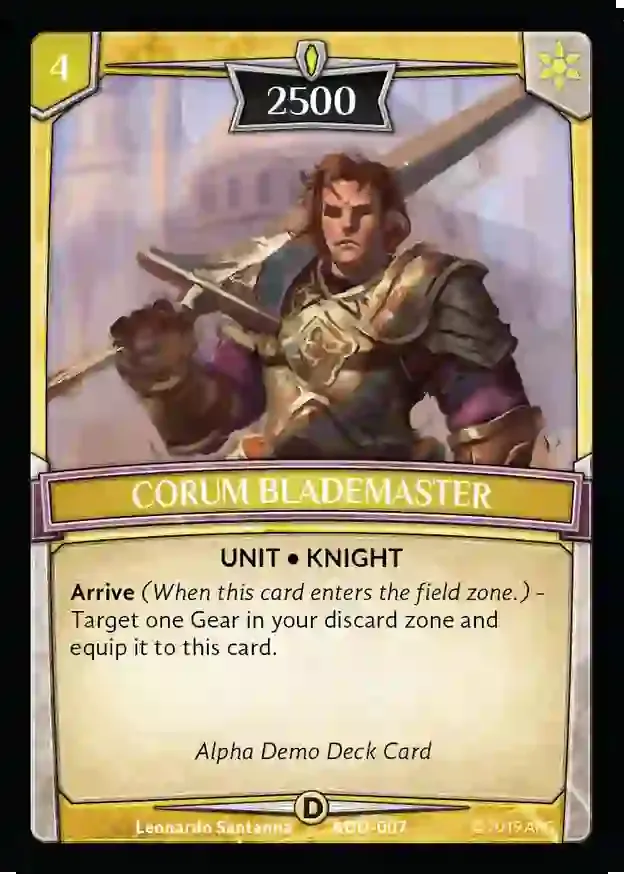 4
2500
CORUM BLADEMASTER
UNIT • KNIGHT
Arrive (When this card enters the field zone.) -
Target one Gear in your discard zone and
equip it to this card.
Alpha Demo Deck Card
D
Leonardo Santanna
©2019